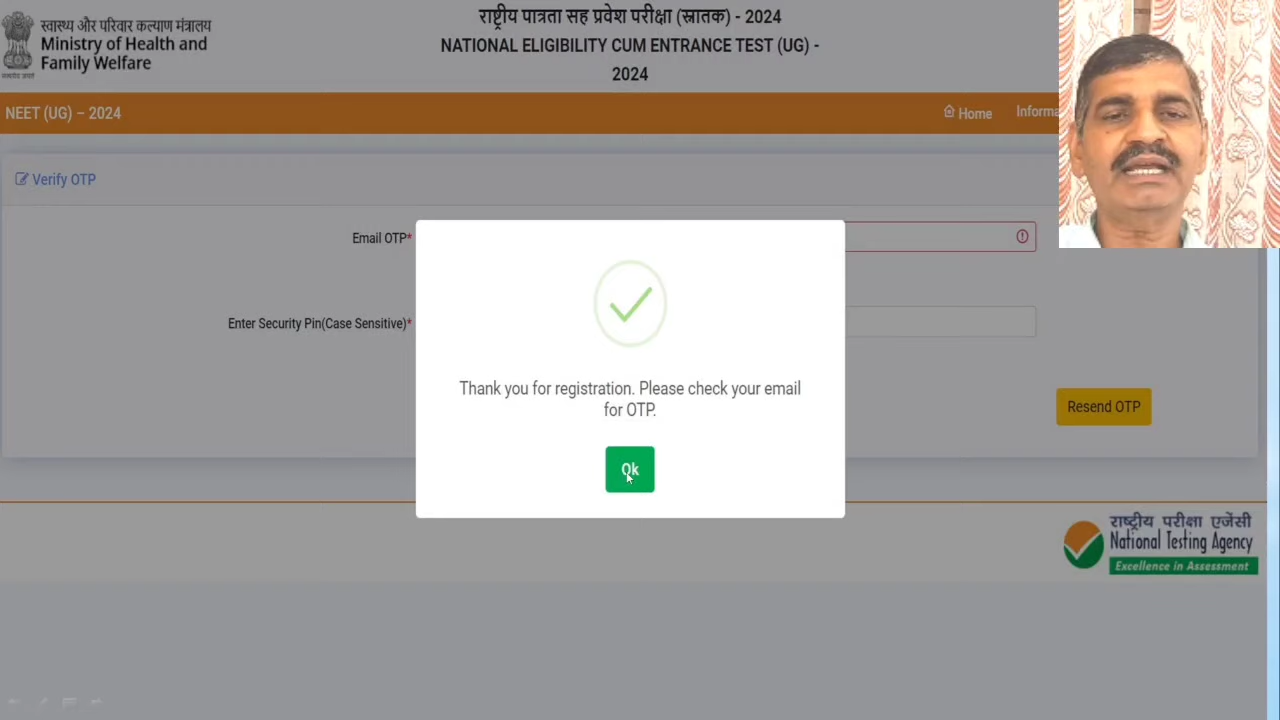 स्वास्थ्य और परिवार कल्याण मंत्रालय
Ministry of Health and
Family Welfare
राष्ट्रीय पात्रता सह प्रवेश परीक्षा (स्नातक) - 2024
NATIONAL ELIGIBILITY CUM ENTRANCE TEST (UG) -
2024
NEET (UG) – 2024
Home
Informa
Verify OTP
Email OTP*
Enter Security Pin(Case Sensitive)*
Thank you for registration. Please check your email
for OTP.
Ok
Resend OTP
राष्ट्रीय परीक्षा एजेंसी
National Testing Agency
Excellence in Assessment